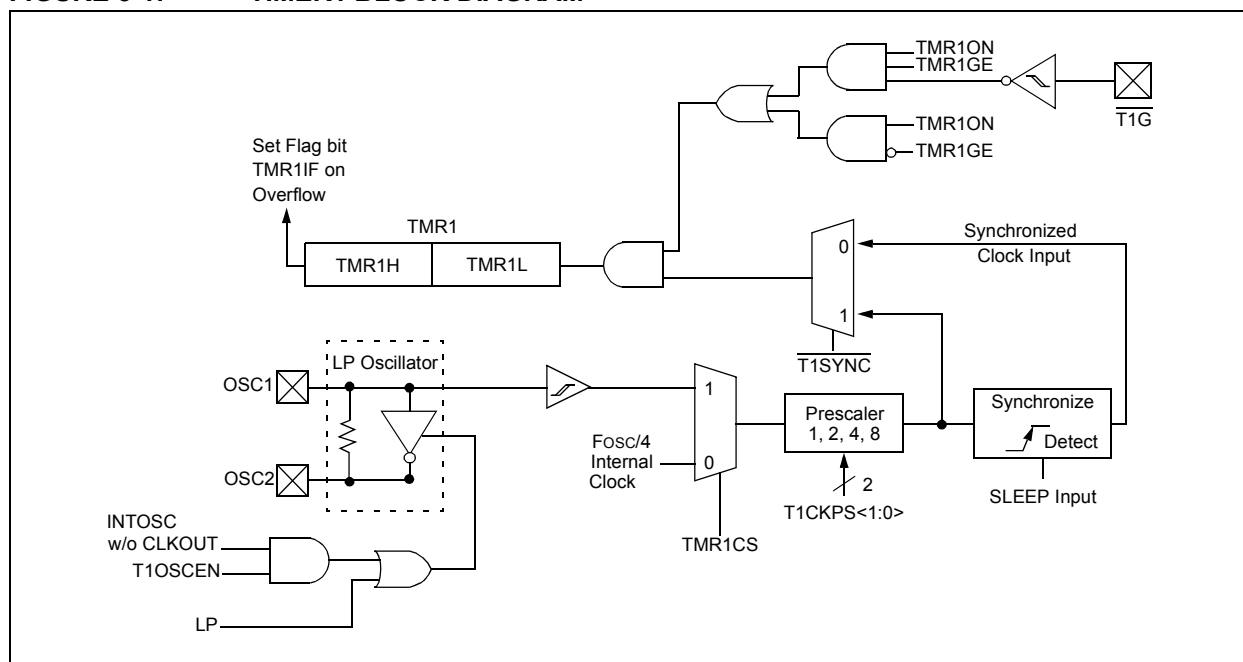 TMR1ON
TMR1GE
T1G
TMR1ON
TMR1GE
Set Flag bit
TMR1IF on
Overflow
TMR1
TMR1H
TMR1L
0
1
T1SYNC
Synchronized
Clock Input
LP Oscillator
OSC1
OSC2
1
0
FOSC/4
Internal
Clock
TMR1CS
Prescaler
1, 2, 4, 8
2
T1CKPS<1:0>
Synchronize
Detect
SLEEP Input
INTOSC
w/o CLKOUT
T1OSCEN
LP